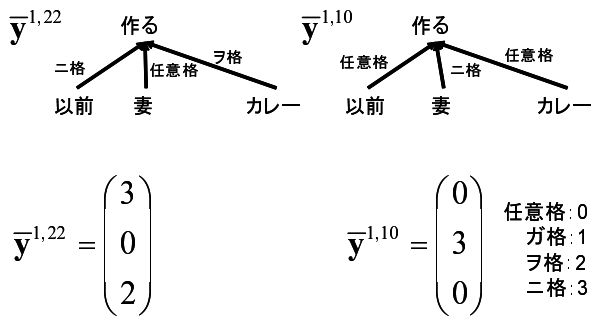 ȳ^1,22
作る
ニ格
任意格
ヲ格
以前
妻
カレー
ȳ^1,10
作る
任意格
ニ格
任意格
以前
妻
カレー
ȳ^1,22 = (3 0 2)
ȳ^1,10 = (0 3 0)
任意格:0
ガ格:1
ヲ格:2
ニ格:3